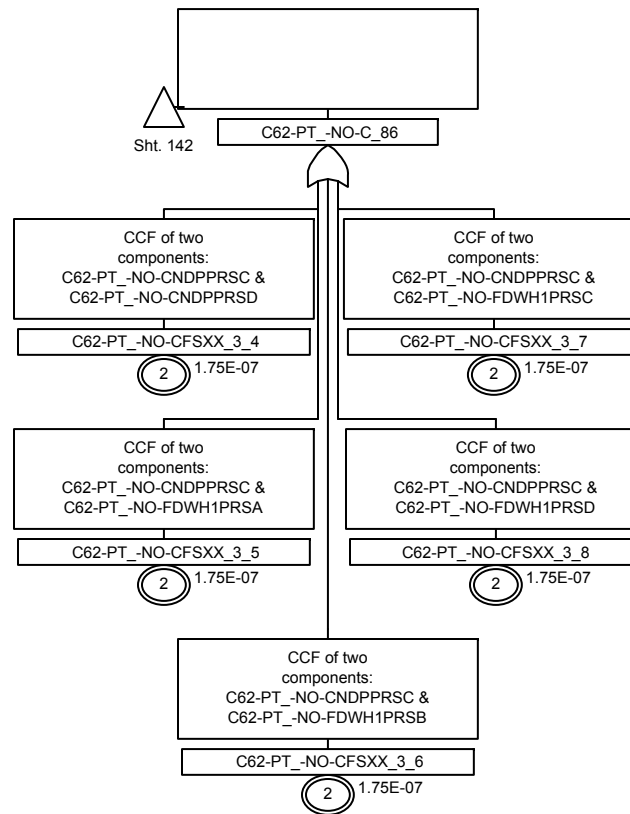 Sht. 142
C62-PT_-NO-C_86
CCF of two
components:
C62-PT_-NO-CNDPPRSC &
C62-PT_-NO-CNDPPRSD
C62-PT_-NO-CFSXX_3_4
2
1.75E-07
CCF of two
components:
C62-PT_-NO-CNDPPRSC &
C62-PT_-NO-FDWH1PRSC
C62-PT_-NO-CFSXX_3_7
2
1.75E-07
CCF of two
components:
C62-PT_-NO-CNDPPRSC &
C62-PT_-NO-FDWH1PRSA
C62-PT_-NO-CFSXX_3_5
2
1.75E-07
CCF of two
components:
C62-PT_-NO-CNDPPRSC &
C62-PT_-NO-FDWH1PRSD
C62-PT_-NO-CFSXX_3_8
2
1.75E-07
CCF of two
components:
C62-PT_-NO-CNDPPRSC &
C62-PT_-NO-FDWH1PRSB
C62-PT_-NO-CFSXX_3_6
2
1.75E-07